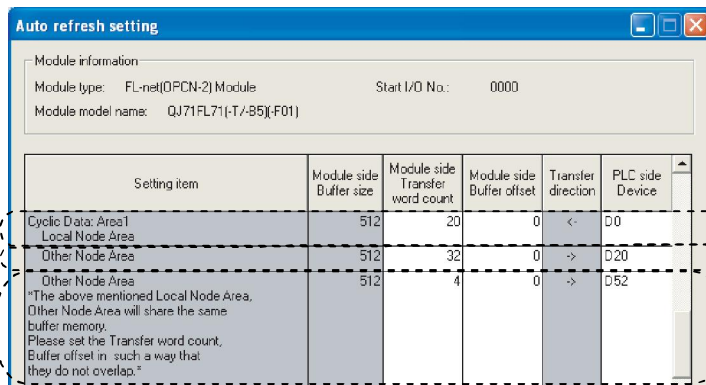 Auto refresh setting
Module information
Module type: FL-net(OPCN-2) Module Start I/O No.: 0000
Module model name: QJ71FL71(-T/-B5)(-F01)
Setting item Module side Buffer size Module side Transfer word count Module side Buffer offset Transfer direction PLC side Device
Cyclic Data: Area1 512 20 0 <- D0
Local Node Area
Other Node Area 512 32 0 -> D20
Other Node Area 512 4 0 -> D52
"The above mentioned Local Node Area,
Other Node Area will share the same
buffer memory.
Please set the Transfer word count,
Buffer offset in such a way that
they do not overlap."